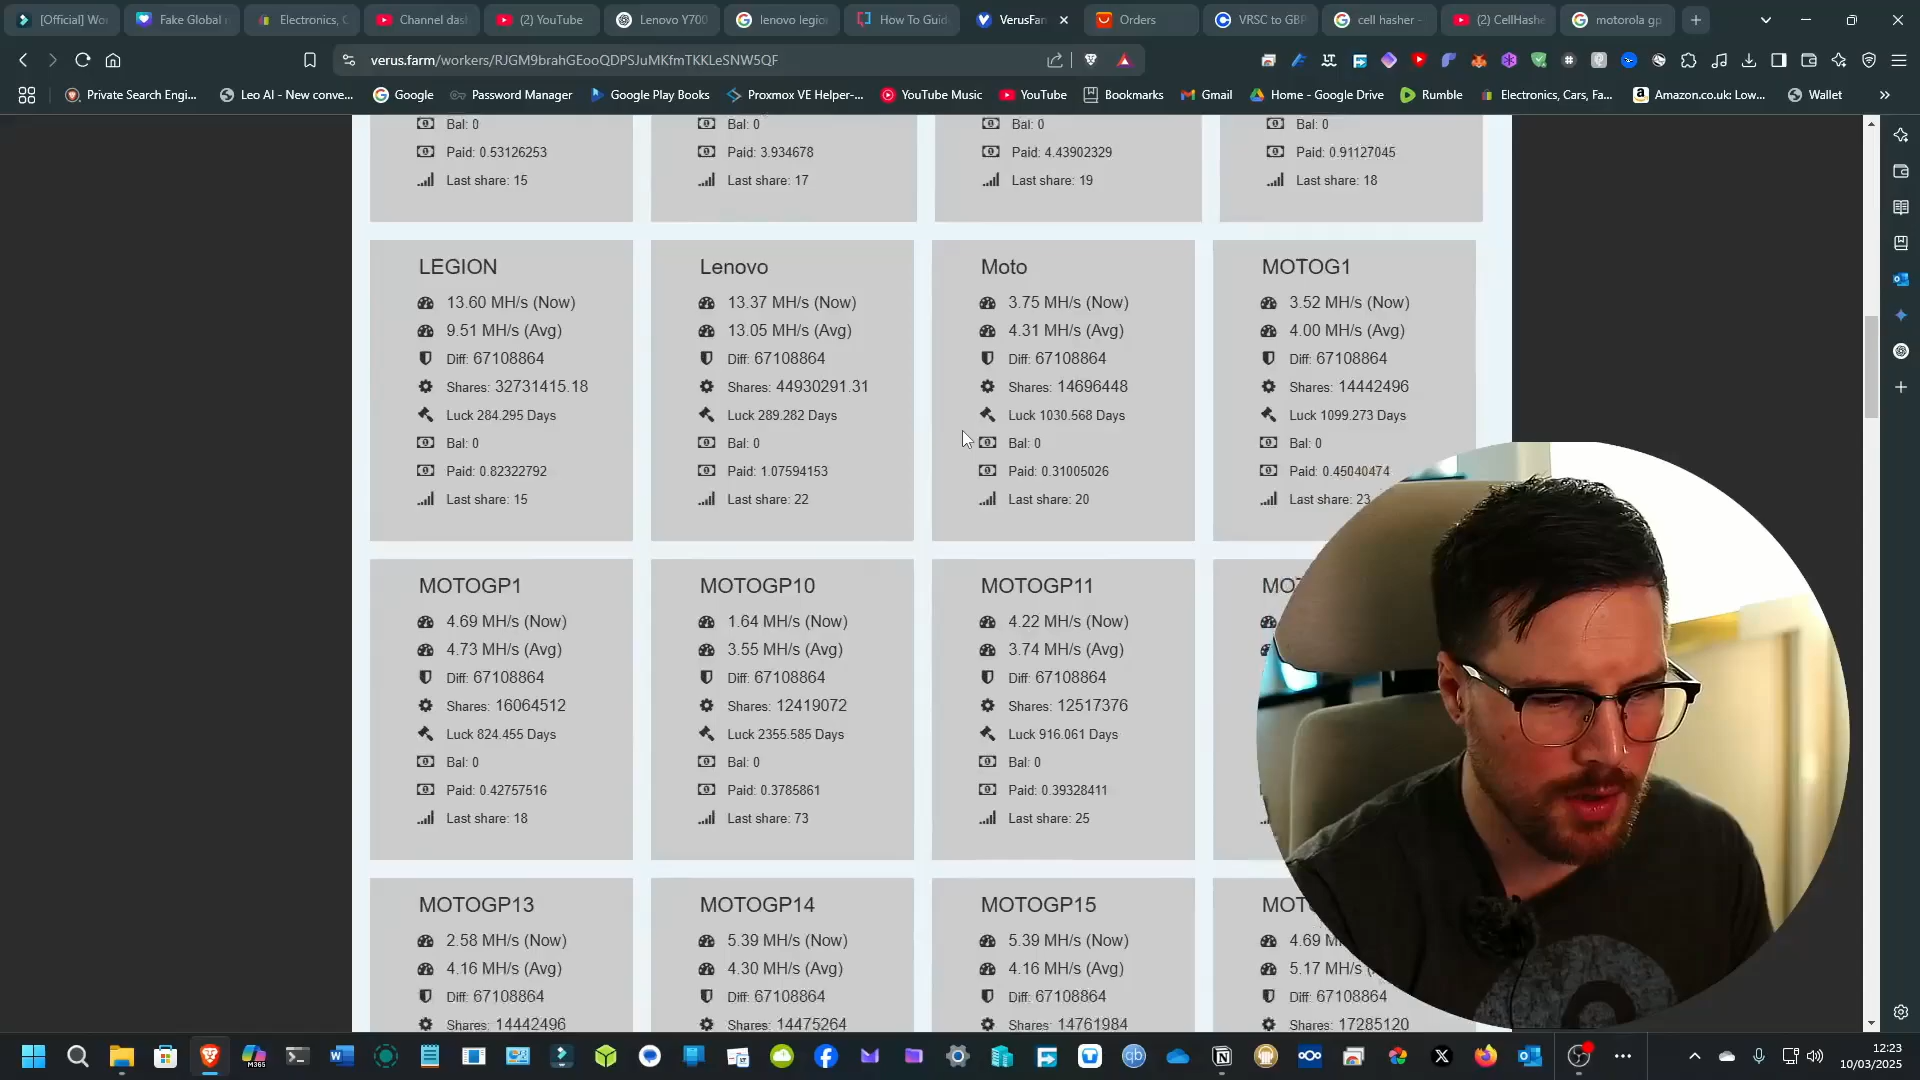 [Official] Wo
Fake Global
Electronics, C
Channel das
(2) YouTube
Lenovo Y700
lenovo legio
How To Guid
VerusFar
Orders
VRSC to GBP
cell hasher -
(2) CellHashe
motorola gp
verus.farm/workers/RJGM9brahGEooQDPSJuMKfmTKKLeSNW5QF
Private Search Engi...
Leo AI - New conve...
Google
Password Manager
Google Play Books
Proxmox VE Helper-...
YouTube Music
YouTube
Bookmarks
Gmail
Home - Google Drive
Rumble
Electronics, Cars, Fa...
Amazon.co.uk: Low...
Wallet
Bal: 0
Paid: 0.53126253
Last share: 15
Bal: 0
Paid: 3.934678
Last share: 17
Bal: 0
Paid: 4.43902329
Last share: 19
Bal: 0
Paid: 0.91127045
Last share: 18
LEGION
13.60 MH/s (Now)
9.51 MH/s (Avg)
Diff: 67108864
Shares: 32731415.18
Luck 284.295 Days
Bal: 0
Paid: 0.82322792
Last share: 15
Lenovo
13.37 MH/s (Now)
13.05 MH/s (Avg)
Diff: 67108864
Shares: 44930291.31
Luck 289.282 Days
Bal: 0
Paid: 1.07594153
Last share: 22
Moto
3.75 MH/s (Now)
4.31 MH/s (Avg)
Diff: 67108864
Shares: 14696448
Luck 1030.568 Days
Bal: 0
Paid: 0.31005026
Last share: 20
MOTOG1
3.52 MH/s (Now)
4.00 MH/s (Avg)
Diff: 67108864
Shares: 14442496
Luck 1099.273 Days
Bal: 0
Paid: 0.45040474
Last share: 23
MOTOGP1
4.69 MH/s (Now)
4.73 MH/s (Avg)
Diff: 67108864
Shares: 16064512
Luck 824.455 Days
Bal: 0
Paid: 0.42757516
Last share: 18
MOTOGP10
1.64 MH/s (Now)
3.55 MH/s (Avg)
Diff: 67108864
Shares: 12419072
Luck 2355.585 Days
Bal: 0
Paid: 0.3785861
Last share: 73
MOTOGP11
4.22 MH/s (Now)
3.74 MH/s (Avg)
Diff: 67108864
Shares: 12517376
Luck 916.061 Days
Bal: 0
Paid: 0.39328411
Last share: 25
MOT
MOTOGP13
2.58 MH/s (Now)
4.16 MH/s (Avg)
Diff: 67108864
Shares: 14442496
MOTOGP14
5.39 MH/s (Now)
4.30 MH/s (Avg)
Diff: 67108864
Shares: 14475264
MOTOGP15
5.39 MH/s (Now)
4.16 MH/s (Avg)
Diff: 67108864
Shares: 14761984
MOT
4.69 M
5.17 MH/s (
Diff: 67108864
Shares: 17285120
12:23
10/03/2025